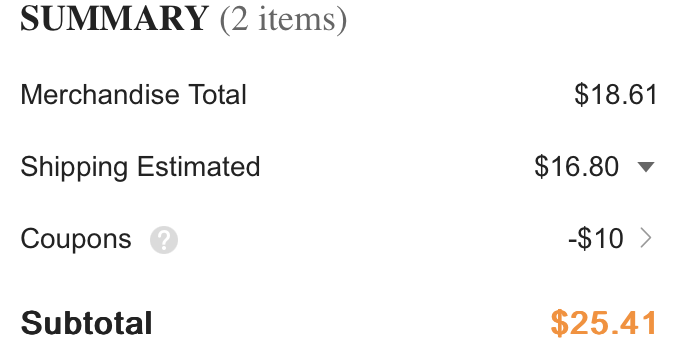 SUMMARY (2 items)
Merchandise Total $18.61
Shipping Estimated $16.80
Coupons ? -$10
Subtotal $25.41